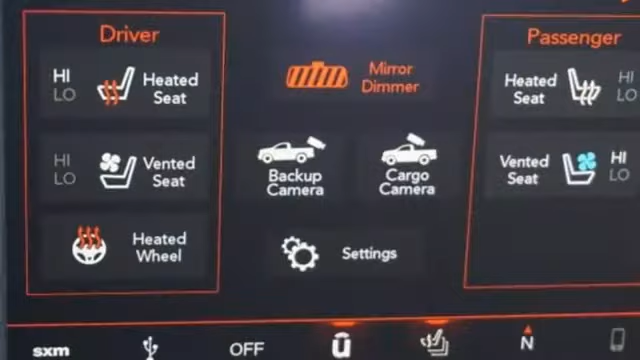 Driver
HI
LO
Heated
Seat
HI
LO
Vented
Seat
Heated
Wheel
Mirror
Dimmer
Backup
Camera
Cargo
Camera
Settings
Passenger
Heated
Seat
HI
LO
Vented
Seat
HI
LO
sxm
OFF
N